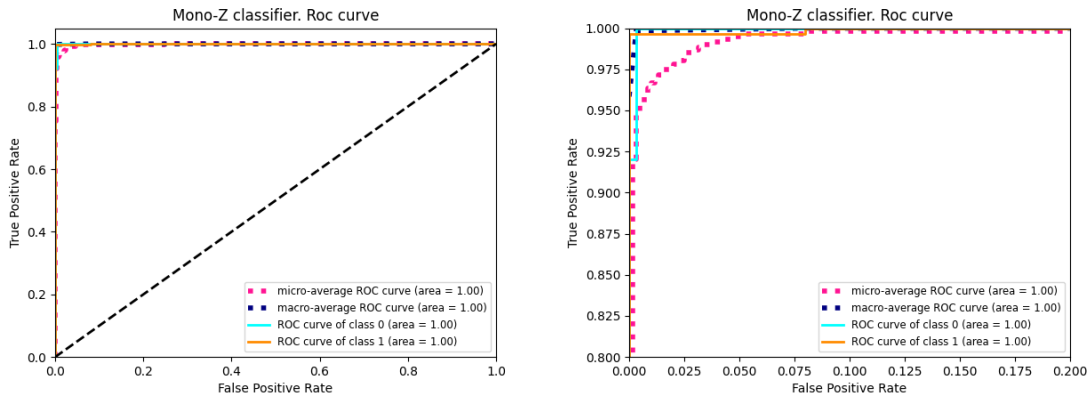 Mono-Z classifier. Roc curve
True Positive Rate
1.0
0.8
0.6
0.4
0.2
0.0
micro-average ROC curve (area = 1.00)
macro-average ROC curve (area = 1.00)
ROC curve of class 0 (area = 1.00)
ROC curve of class 1 (area = 1.00)
0.0 0.2 0.4 0.6 0.8 1.0
False Positive Rate
Mono-Z classifier. Roc curve
True Positive Rate
1.000
0.975
0.950
0.925
0.900
0.875
0.850
0.825
0.800
micro-average ROC curve (area = 1.00)
macro-average ROC curve (area = 1.00)
ROC curve of class 0 (area = 1.00)
ROC curve of class 1 (area = 1.00)
0.000 0.025 0.050 0.075 0.100 0.125 0.150 0.175 0.200
False Positive Rate